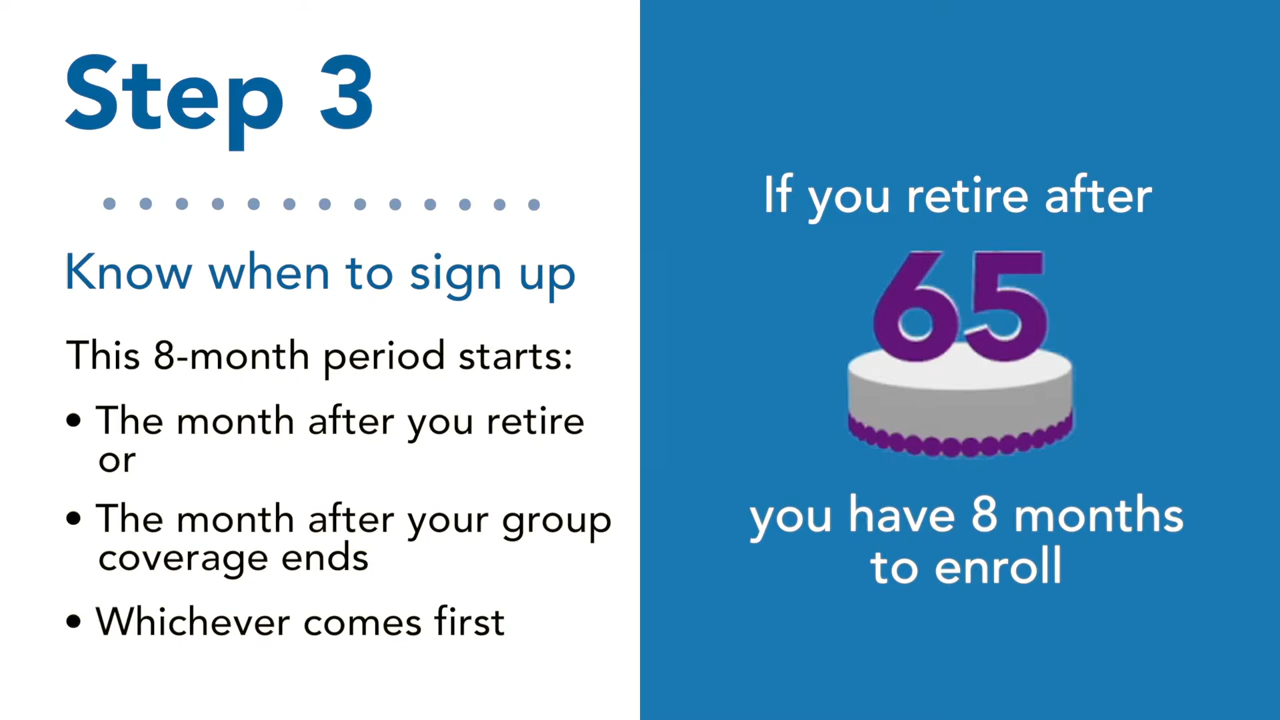 Step 3
Know when to sign up
This 8-month period starts:
• The month after you retire
or
• The month after your group
coverage ends
• Whichever comes first
If you retire after
65
you have 8 months
to enroll